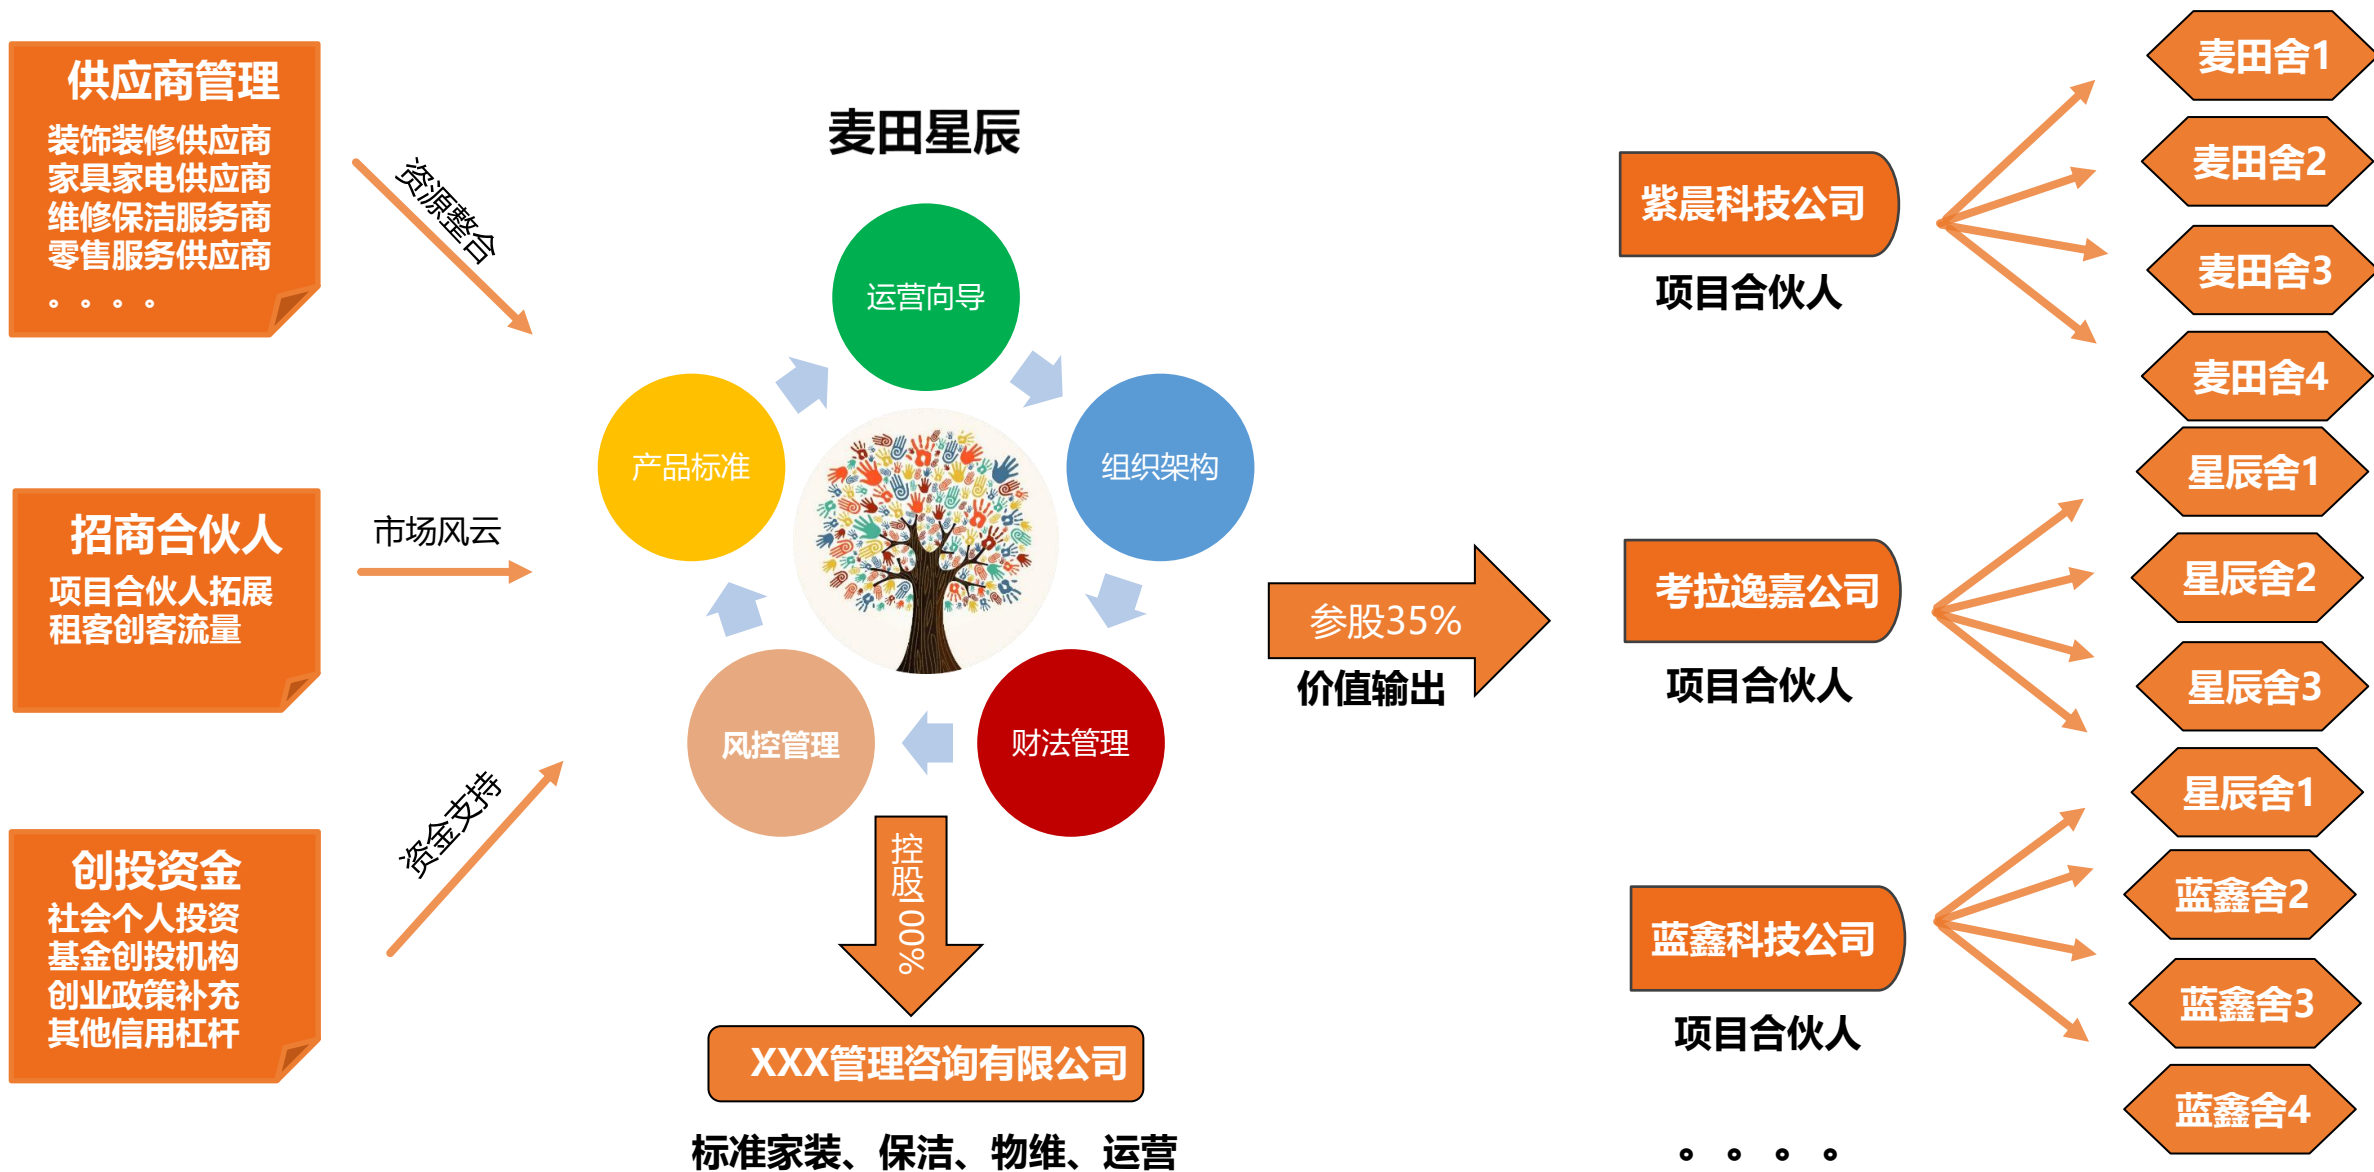 供应商管理
装饰装修供应商
家具家电供应商
维修保洁服务商
零售服务供应商
。。。。
资源整合
招商合伙人
项目合伙人拓展
租客创客流量
市场风云
创投资金
社会个人投资
基金创投机构
创业政策补充
其他信用杠杆
资金支持
麦田星辰
运营向导
产品标准
组织架构
风控管理
财法管理
控股100%
XXX管理咨询有限公司
标准家装、保洁、物维、运营
参股35%
价值输出
紫晨科技公司
项目合伙人
考拉逸嘉公司
项目合伙人
蓝鑫科技公司
项目合伙人
。。。。
麦田舍1
麦田舍2
麦田舍3
麦田舍4
星辰舍1
星辰舍2
星辰舍3
星辰舍1
蓝鑫舍2
蓝鑫舍3
蓝鑫舍4